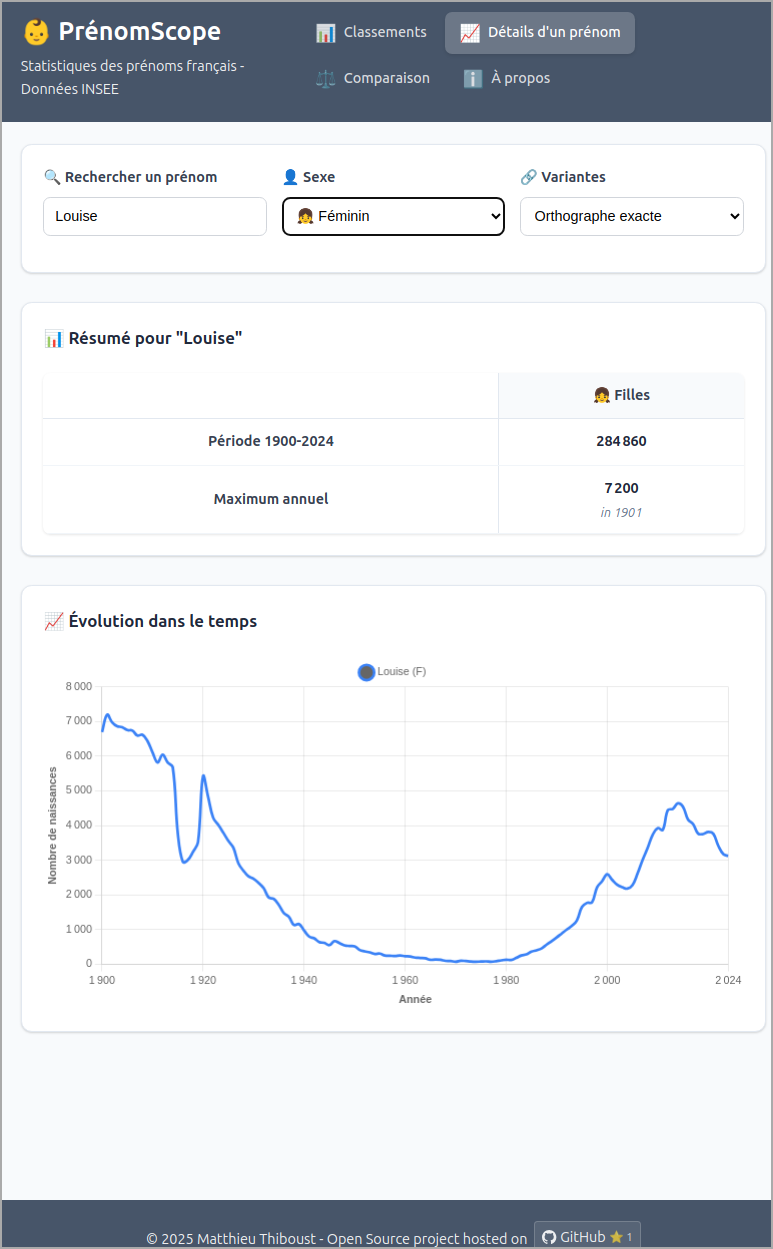 👶 PrénomScope
Statistiques des prénoms français -
Données INSEE
📊 Classements
📈 Détails d'un prénom
⚖️ Comparaison
ℹ️ À propos
🔍 Rechercher un prénom
👤 Sexe
🔗 Variantes
Louise
👧 Féminin
Orthographe exacte
📊 Résumé pour "Louise"
👧 Filles
Période 1900-2024
284 860
Maximum annuel
7 200
in 1901
📈 Évolution dans le temps
Louise (F)
8 000
7 000
6 000
5 000
4 000
3 000
2 000
1 000
0
Nombre de naissances
1 900
1 920
1 940
1 960
1 980
2 000
2 024
Année
© 2025 Matthieu Thiboust - Open Source project hosted on
GitHub ⭐ 1